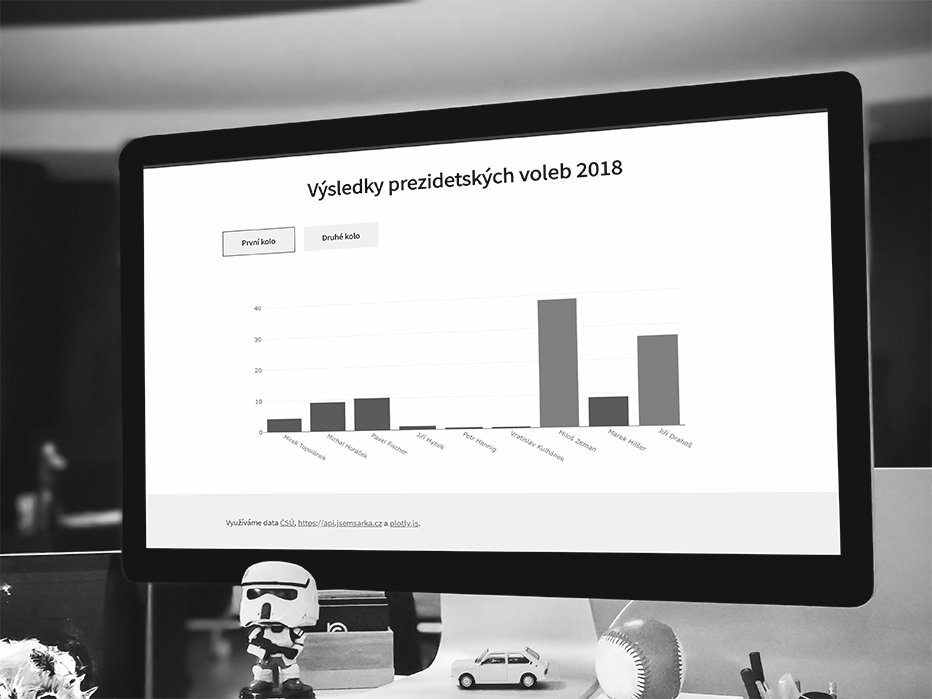 Výsledky prezidetských voleb 2018
První kolo
Druhé kolo
40
30
20
10
0
Mirek Topolánek
Michal Horáček
Pavel Fischer
Jiří Hynek
Petr Hannig
Vratislav Kulhánek
Miloš Zeman
Marek Hilšer
Jiří Drahoš
Využíváme data ČSÚ, https://api.jsemsarka.cz a plotly.js.